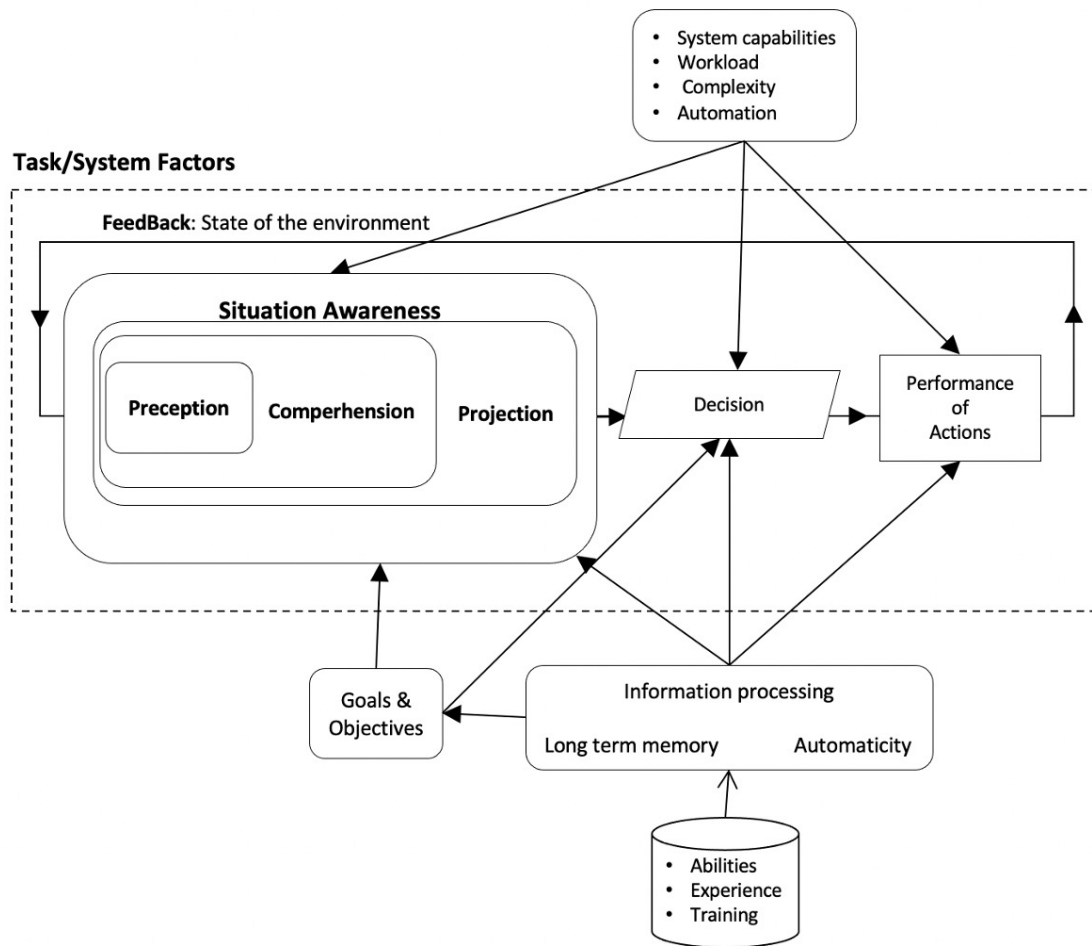 • System capabilities
• Workload
• Complexity
• Automation
Task/System Factors
FeedBack: State of the environment
Situation Awareness
Preception
Comperhension
Projection
Decision
Performance
of
Actions
Goals &
Objectives
Information processing
Long term memory Automaticity
• Abilities
• Experience
• Training